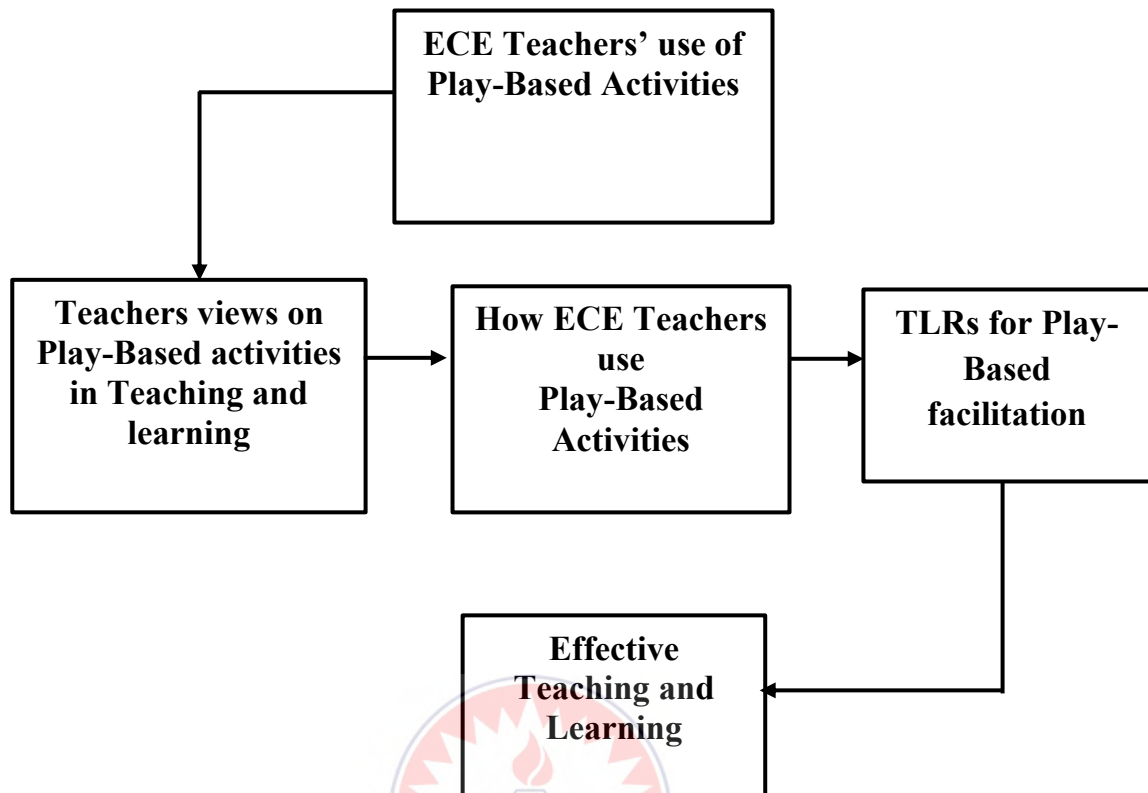 ECE Teachers’ use of
Play-Based Activities
Teachers views on
Play-Based activities
in Teaching and
learning
How ECE Teachers
use
Play-Based
Activities
TLRs for Play-
Based
facilitation
Effective
Teaching and
Learning